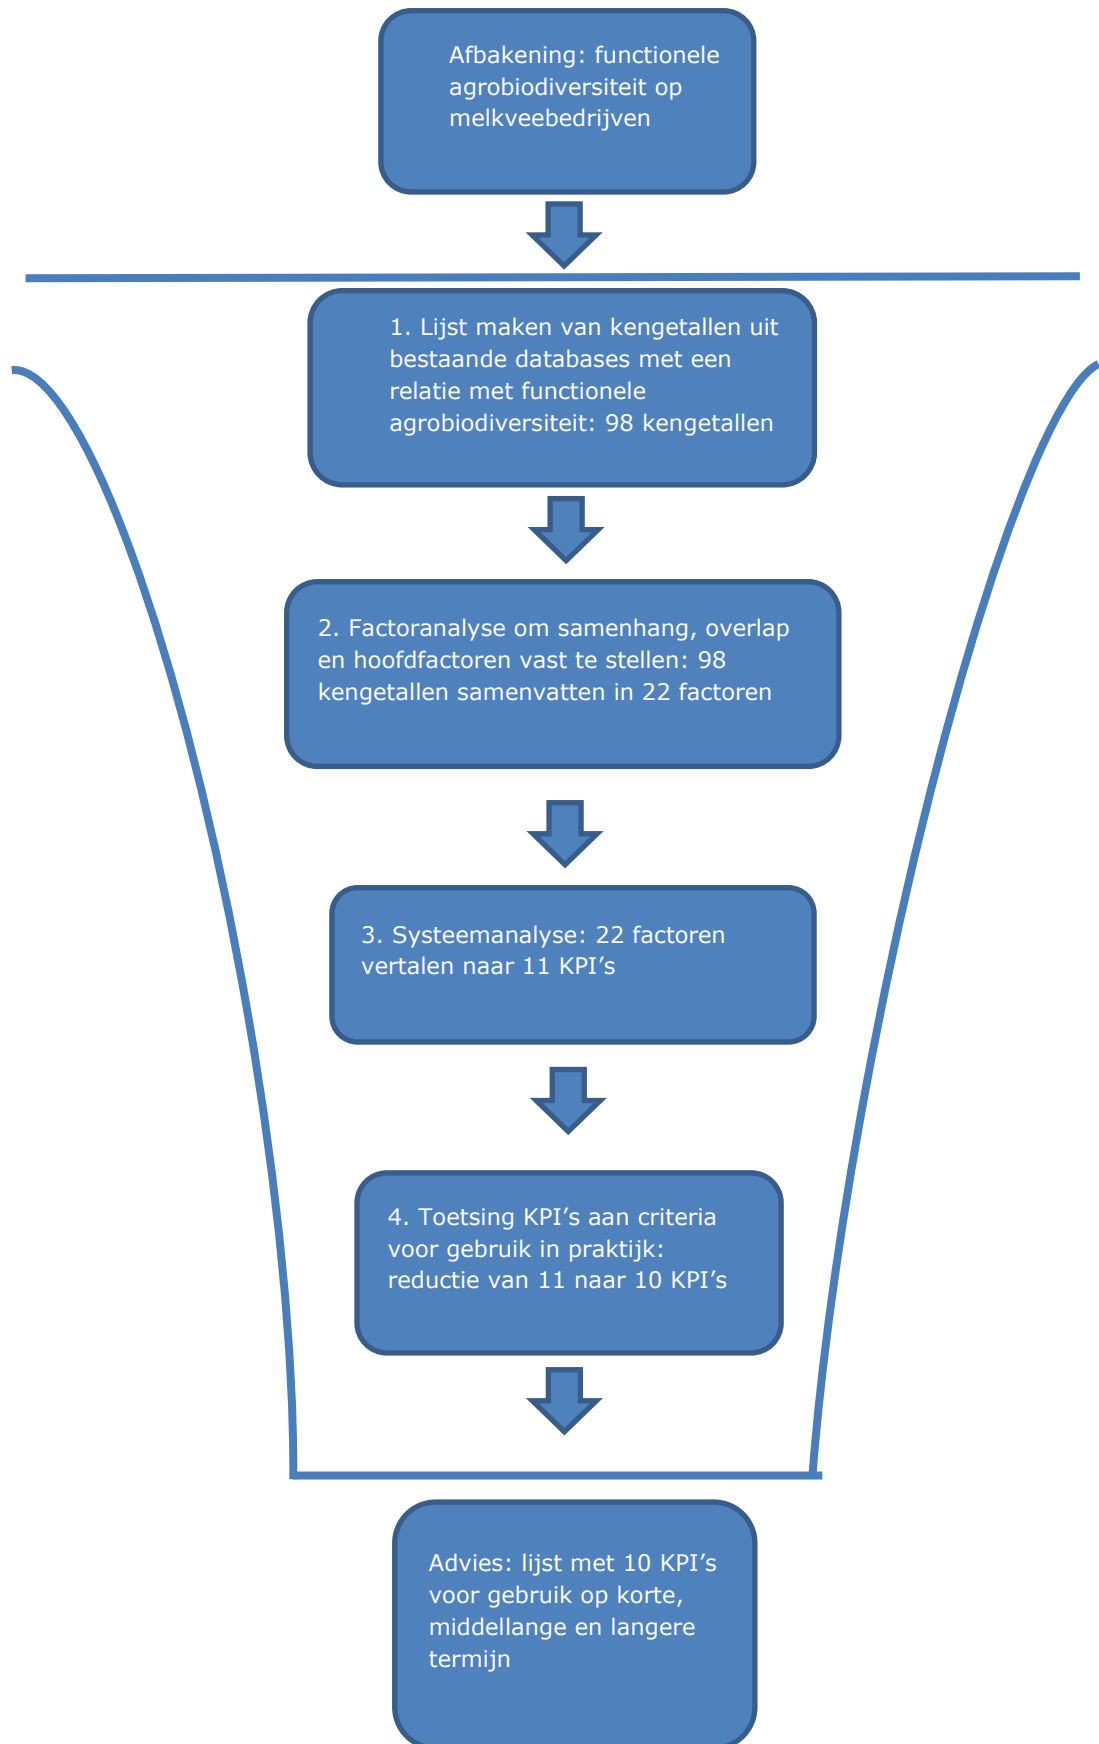 Afbakening: functionele
agrobiodiversiteit op
melkveebedrijven
1. Lijst maken van kengetallen uit
bestaande databases met een
relatie met functionele
agrobiodiversiteit: 98 kengetallen
2. Factoranalyse om samenhang, overlap
en hoofdfactoren vast te stellen: 98
kengetallen samenvatten in 22 factoren
3. Systeemanalyse: 22 factoren
vertalen naar 11 KPI’s
4. Toetsing KPI’s aan criteria
voor gebruik in praktijk:
reductie van 11 naar 10 KPI’s
Advies: lijst met 10 KPI’s
voor gebruik op korte,
middellange en langere
termijn